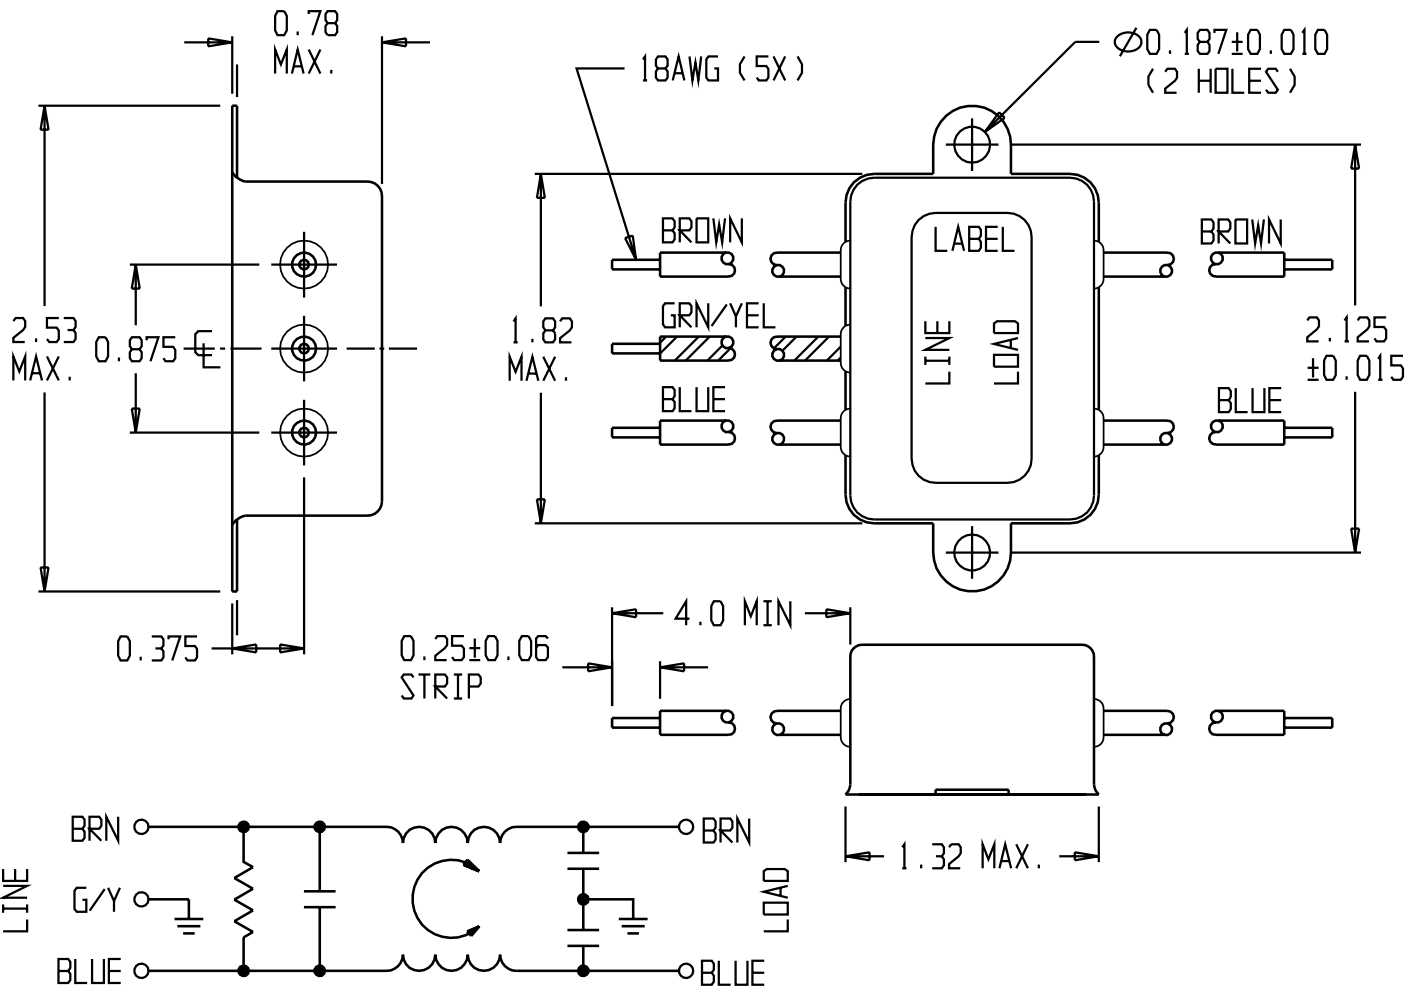 0.78
MAX.
18AWG (5X)
Ø0.187±0.010
(2 HOLES)
BROWN
LABEL
BROWN
2.53
MAX.
0.875
CL
GRN/YEL
1.82
MAX.
LINE
LOAD
2.125
±0.015
BLUE
BLUE
4.0 MIN
0.375
0.25±0.06
STRIP
BRN
BRN
1.32 MAX.
LINE
G/Y
LOAD
BLUE
BLUE